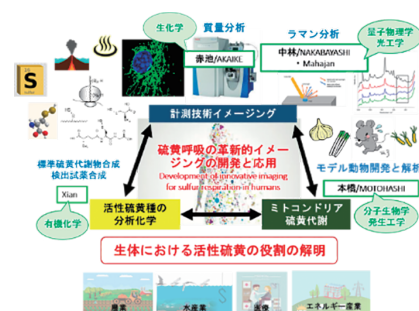 生化学
質量分析
赤池/AKAIKE
ラマン分析
中林/NAKABAYASHI
・Mahajan
量子物理学
光工学
S
計測技術イメージング
硫黄呼吸の革新的イメー
ジングの開発と応用
Development of innovative imaging
for sulfur respiration in humans
標準硫黄代謝物合成
検出試薬合成
Xian
有機化学
活性硫黄種の
分析化学
ミトコンドリア
硫黄代謝
モデル動物開発と解析
本橋/MOTOHASHI
分子生物学
発生工学
生体における活性硫黄の役割の解明
農業
水産業
医療
エネルギー産業